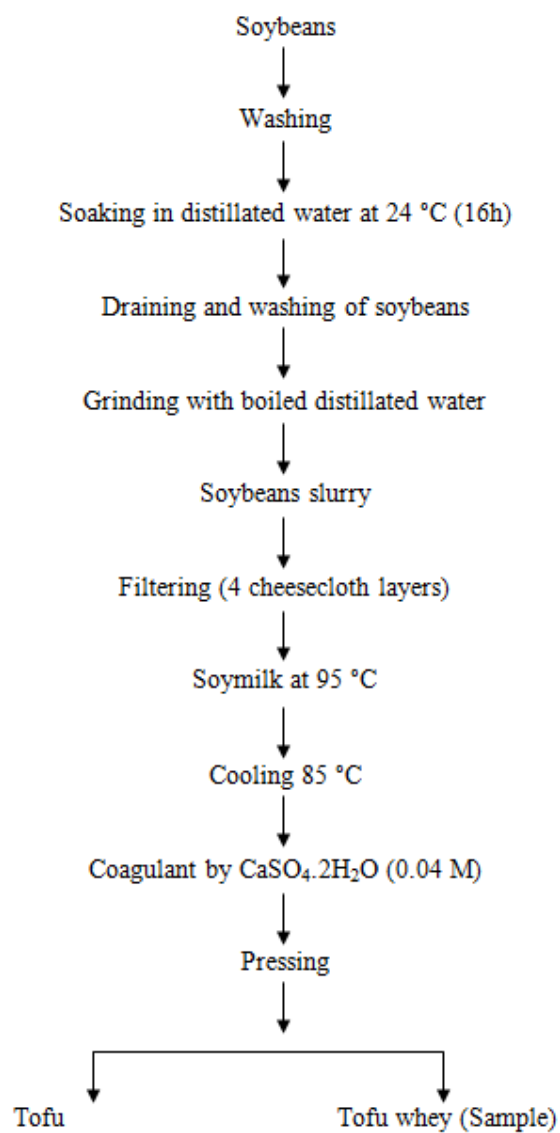 Soybeans
Washing
Soaking in distillated water at 24 °C (16h)
Draining and washing of soybeans
Grinding with boiled distillated water
Soybeans slurry
Filtering (4 cheesecloth layers)
Soymilk at 95 °C
Cooling 85 °C
Coagulant by CaSO₄.2H₂O (0.04 M)
Pressing
Tofu
Tofu whey (Sample)